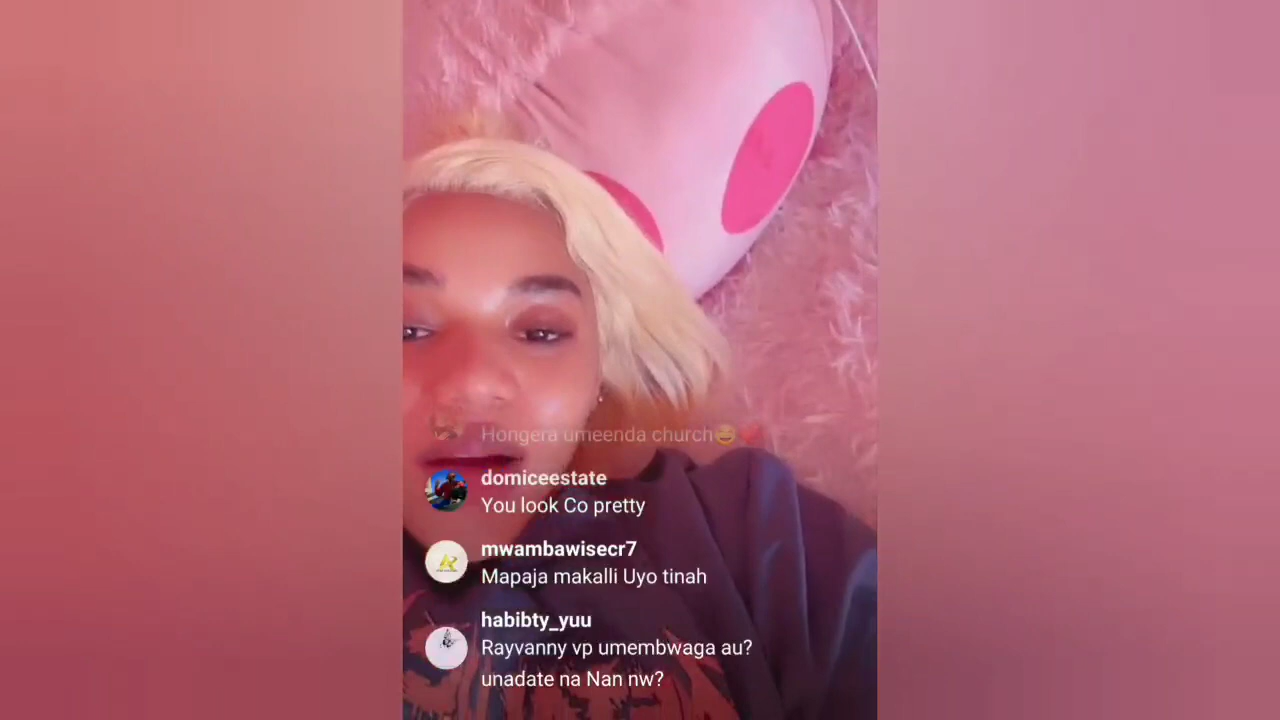 Hongera umeenda church😆❤️
domiceestate
You look Co pretty
mwambawisecr7
Mapaja makalli Uyo tinah
habibty_yuu
Rayvanny vp umembwaga au?
unadate na Nan nw?